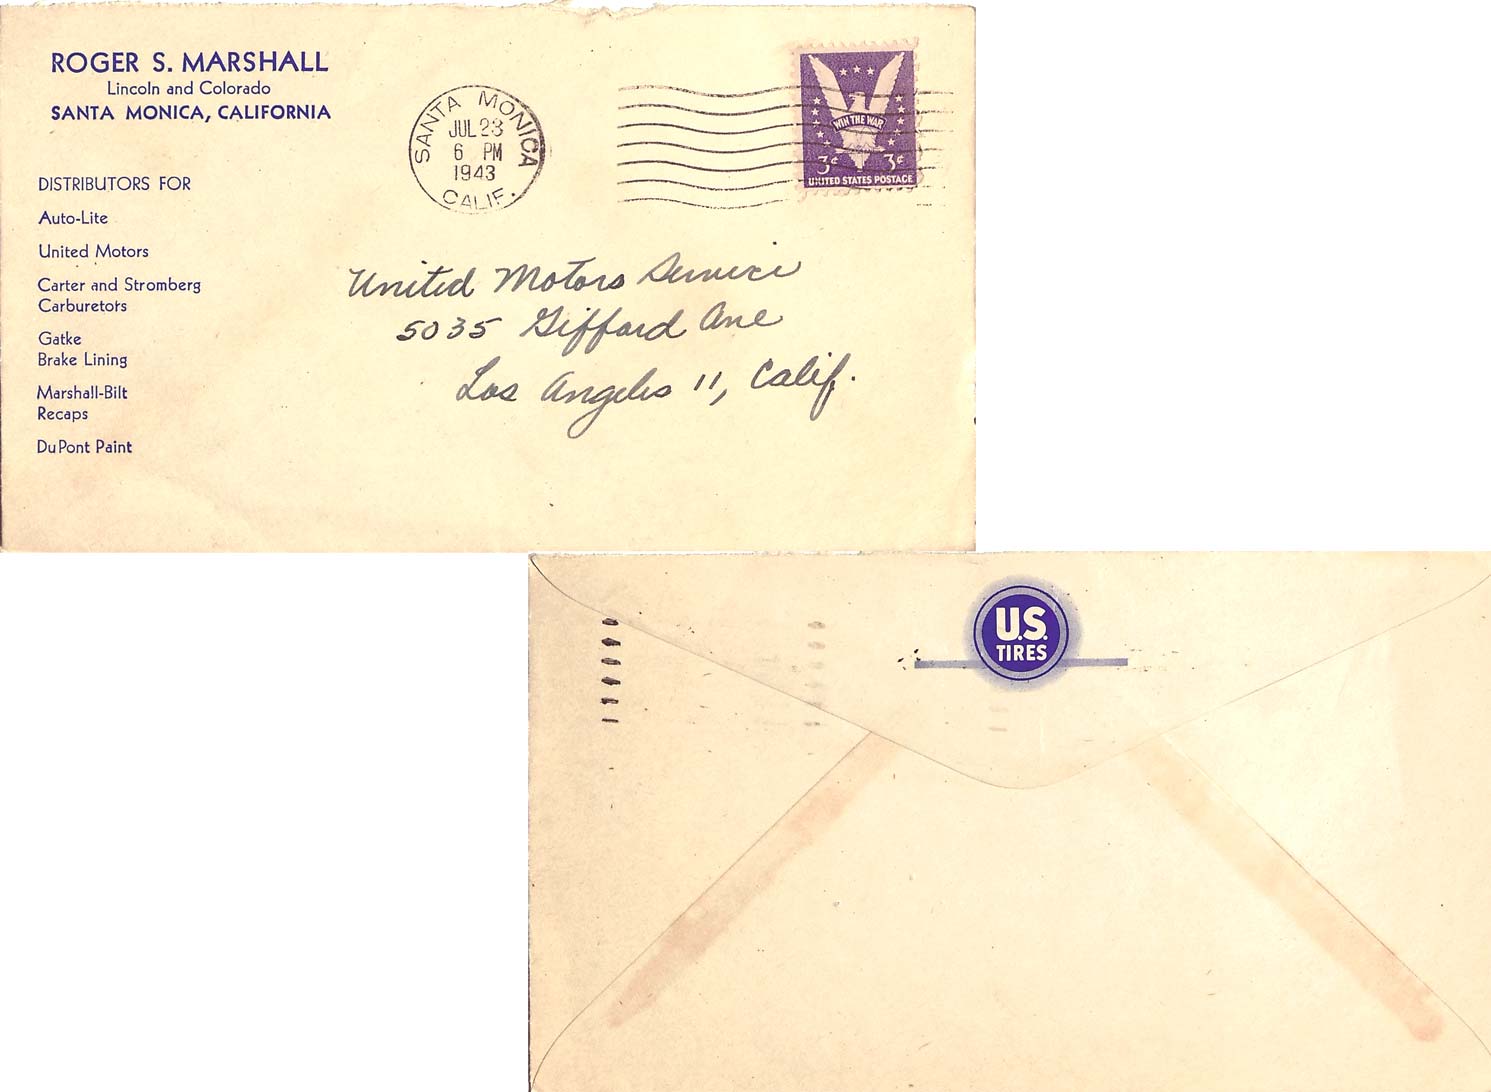 ROGER S. MARSHALL
Lincoln and Colorado
SANTA MONICA, CALIFORNIA
DISTRIBUTORS FOR
Auto-Lite
United Motors
Carter and Stromberg
Carburetors
Gatke
Brake Lining
Marshall-Bilt
Recaps
DuPont Paint
SANTA MONICA
JUL 23
6 PM
1943
CALIF.
WIN THE WAR
3¢ 3¢
UNITED STATES POSTAGE
United Motors Service
5035 Gifford Ave
Los Angeles 11, Calif.
U.S.
TIRES